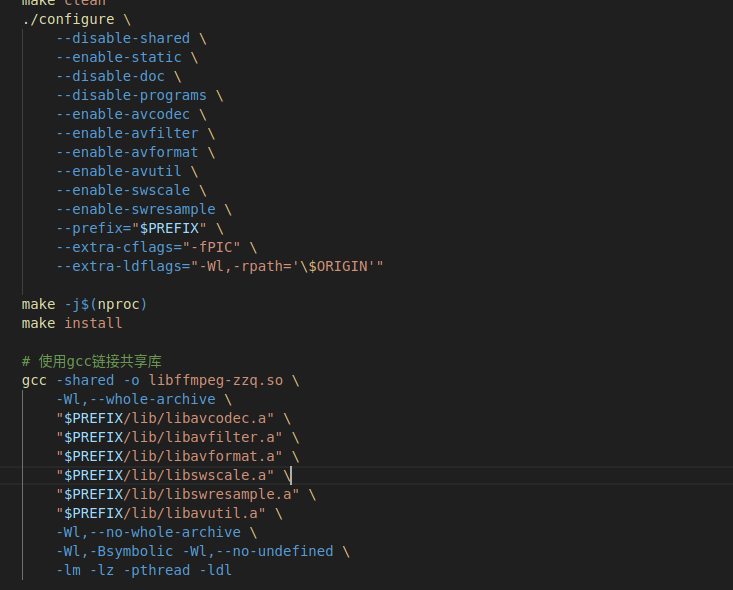 make clean
./configure \
    --disable-shared \
    --enable-static \
    --disable-doc \
    --disable-programs \
    --enable-avcodec \
    --enable-avfilter \
    --enable-avformat \
    --enable-avutil \
    --enable-swscale \
    --enable-swresample \
    --prefix="$PREFIX" \
    --extra-cflags="-fPIC" \
    --extra-ldflags="-Wl,-rpath='\$ORIGIN'"
make -j$(nproc)
make install
# 使用gcc链接共享库
gcc -shared -o libffmpeg-zzq.so \
    -Wl,--whole-archive \
    "$PREFIX/lib/libavcodec.a" \
    "$PREFIX/lib/libavfilter.a" \
    "$PREFIX/lib/libavformat.a" \
    "$PREFIX/lib/libswscale.a" \
    "$PREFIX/lib/libswresample.a" \
    "$PREFIX/lib/libavutil.a" \
    -Wl,--no-whole-archive \
    -Wl,-Bsymbolic -Wl,--no-undefined \
    -lm -lz -pthread -ldl